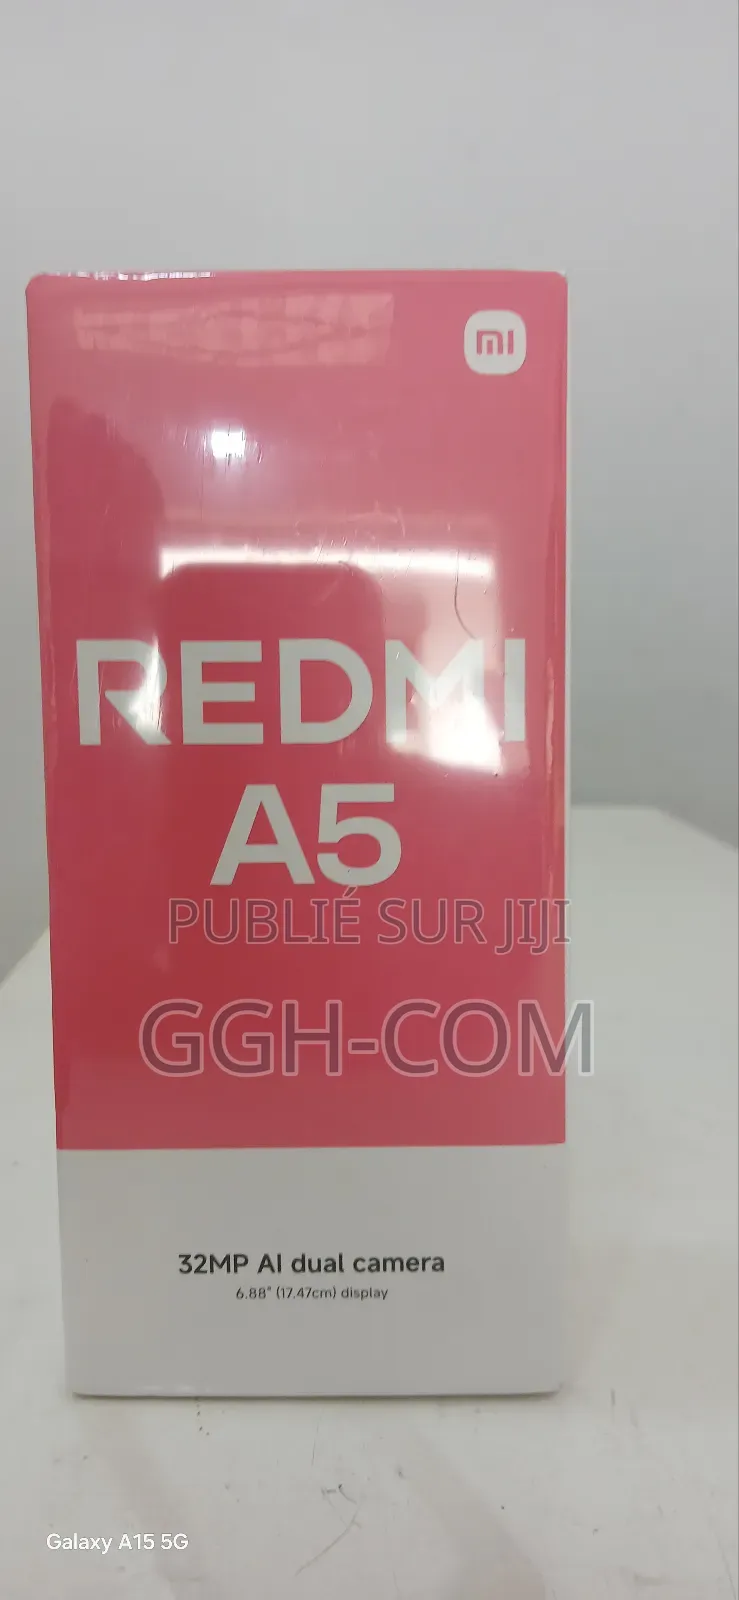 mi
REDMI
A5
PUBLIÉ SUR JIJI
GGH-COM
32MP AI dual camera
6.88" (17.47cm) display
Galaxy A15 5G